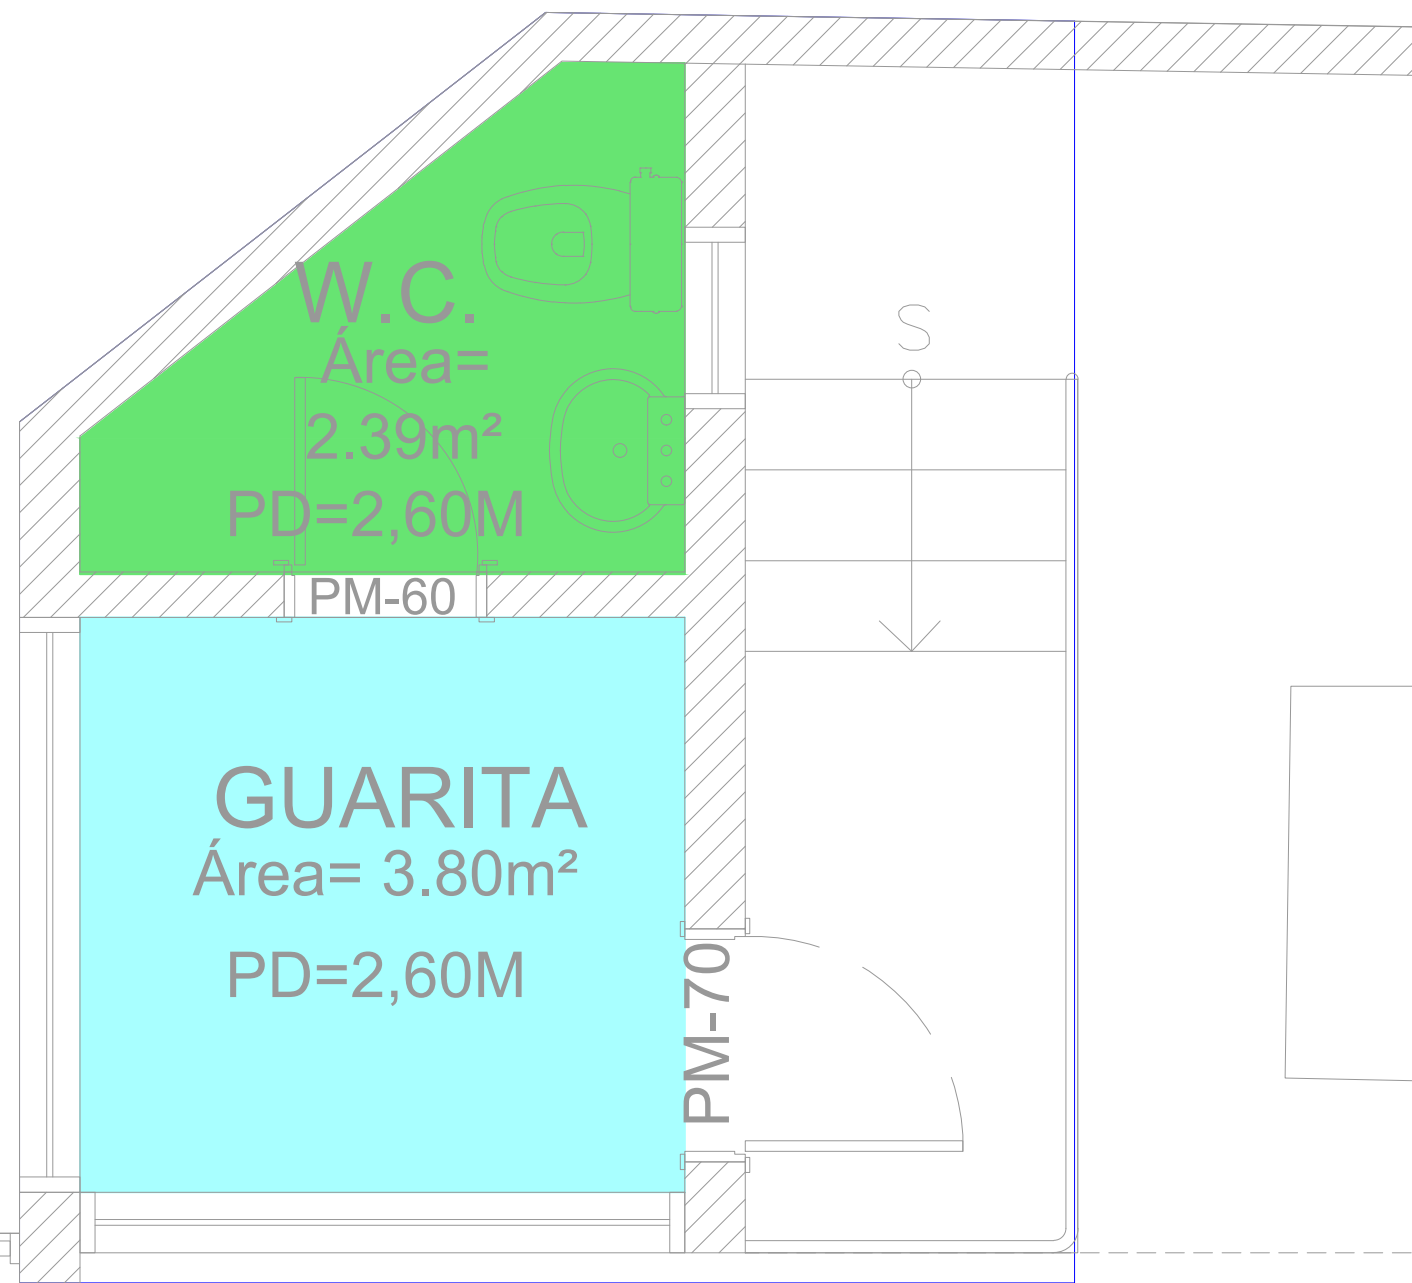 W.C.
Área=
2.39m²
PD=2,60M
PM-60
S
GUARITA
Área= 3.80m²
PD=2,60M
PM-70